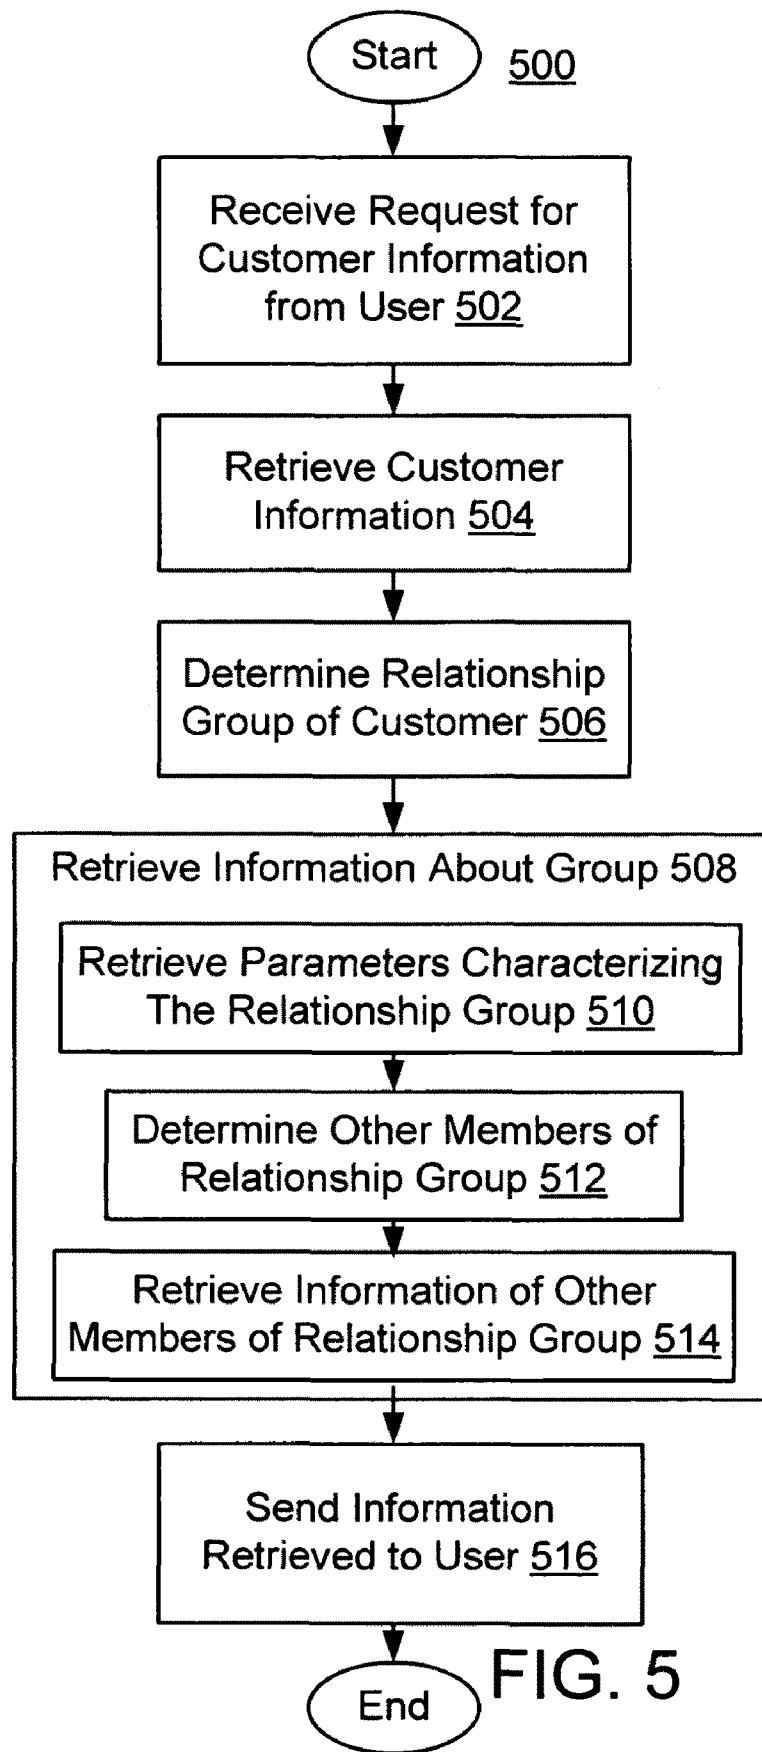 Start
500
Receive Request for
Customer Information
from User 502
Retrieve Customer
Information 504
Determine Relationship
Group of Customer 506
Retrieve Information About Group 508
Retrieve Parameters Characterizing
The Relationship Group 510
Determine Other Members of
Relationship Group 512
Retrieve Information of Other
Members of Relationship Group 514
Send Information
Retrieved to User 516
End
FIG. 5